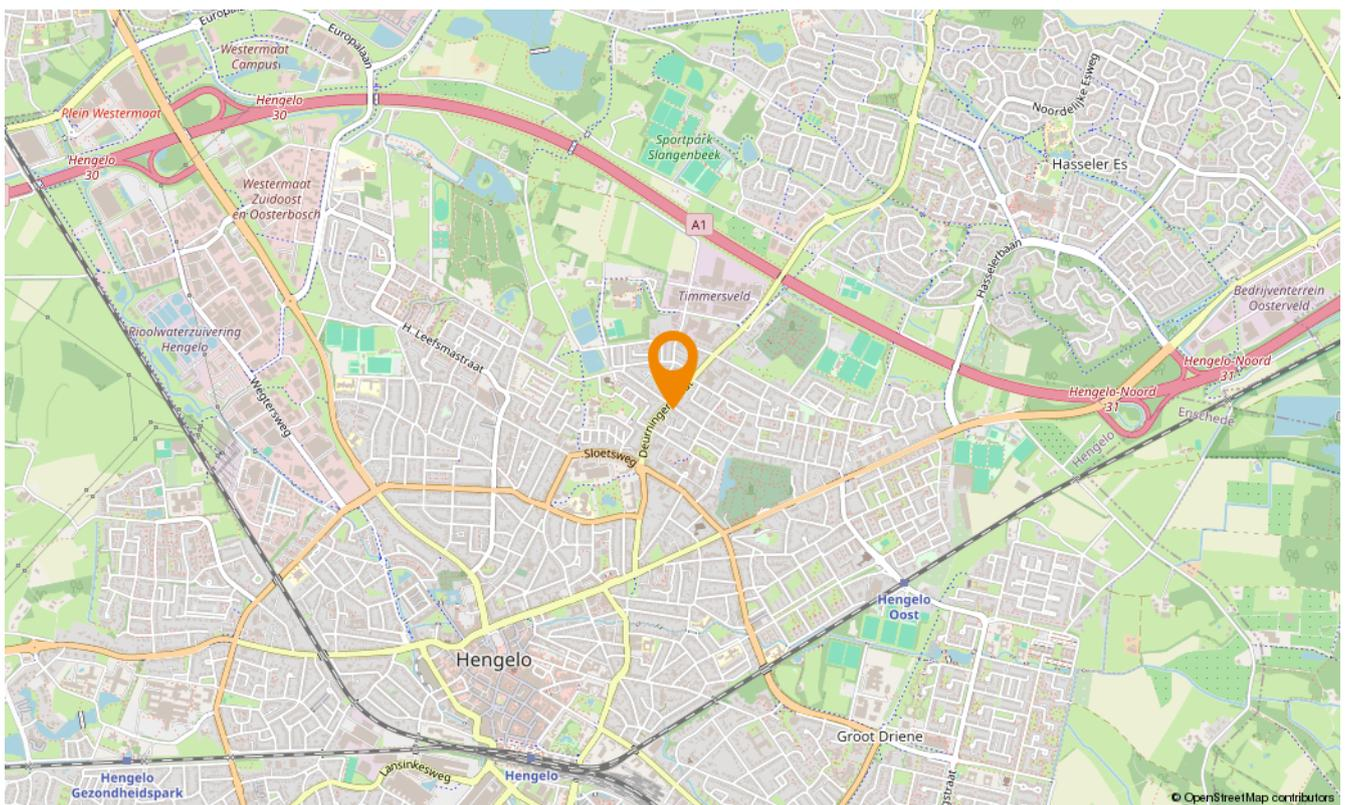 Europalaan
Europalaan
Westermaat
Campus
Plein Westermaat
Hengelo
30
Hengelo
30
Noordelijke Esweg
Sportpark
Slangenbeek
Hasseler Es
Westermaat
Zuidoost
en Oosterbosch
A1
Hasselerbaan
Timmersveld
Bedrijventerrein
Oosterveld
Rioolwaterzuivering
Hengelo
H. Leefsmastraat
Hengelo-Noord
31
Hengelo-Noord
31
Wegtersweg
Enschede
Hengelo
Sloetsweg
Hengelo
Oost
Hengelo
Groot Driene
Lansinkesweg
Hengelo
Hengelo
Gezondheidspark
© OpenStreetMap contributors